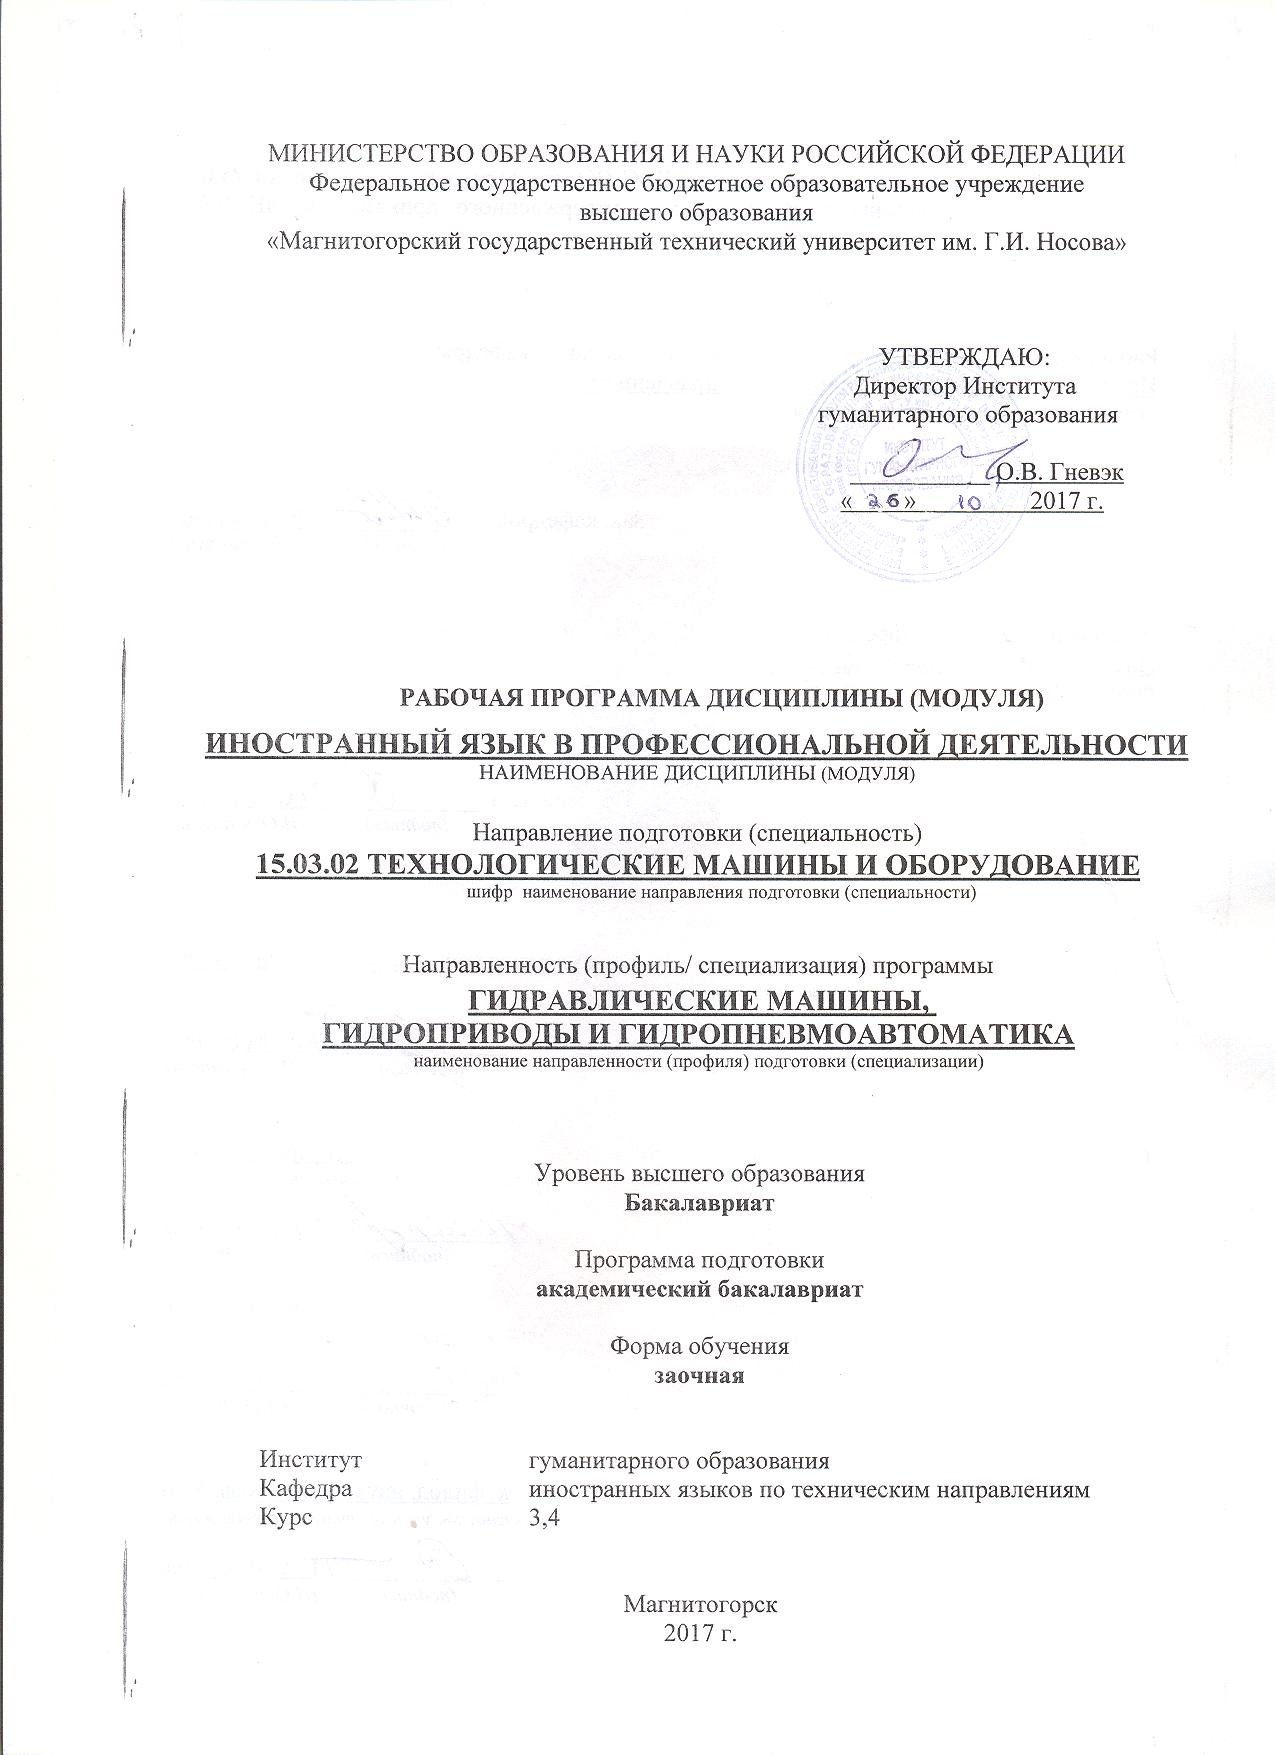 МИНИСТЕРСТВО ОБРАЗОВАНИЯ И НАУКИ РОССИЙСКОЙ ФЕДЕРАЦИИ
Федеральное государственное бюджетное образовательное учреждение
высшего образования
«Магнитогорский государственный технический университет им. Г.И. Носова»
УТВЕРЖДАЮ:
Директор Института
гуманитарного образования
О.В. Гневэк
« 26 » 10 2017 г.
РАБОЧАЯ ПРОГРАММА ДИСЦИПЛИНЫ (МОДУЛЯ)
ИНОСТРАННЫЙ ЯЗЫК В ПРОФЕССИОНАЛЬНОЙ ДЕЯТЕЛЬНОСТИ
НАИМЕНОВАНИЕ ДИСЦИПЛИНЫ (МОДУЛЯ)
Направление подготовки (специальность)
15.03.02 ТЕХНОЛОГИЧЕСКИЕ МАШИНЫ И ОБОРУДОВАНИЕ
шифр наименование направления подготовки (специальности)
Направленность (профиль/ специализация) программы
ГИДРАВЛИЧЕСКИЕ МАШИНЫ,
ГИДРОПРИВОДЫ И ГИДРОПНЕВМОАВТОМАТИКА
наименование направленности (профиля) подготовки (специализации)
Уровень высшего образования
Бакалавриат
Программа подготовки
академический бакалавриат
Форма обучения
заочная
Институт гуманитарного образования
Кафедра иностранных языков по техническим направлениям
Курс 3,4
Магнитогорск
2017 г.